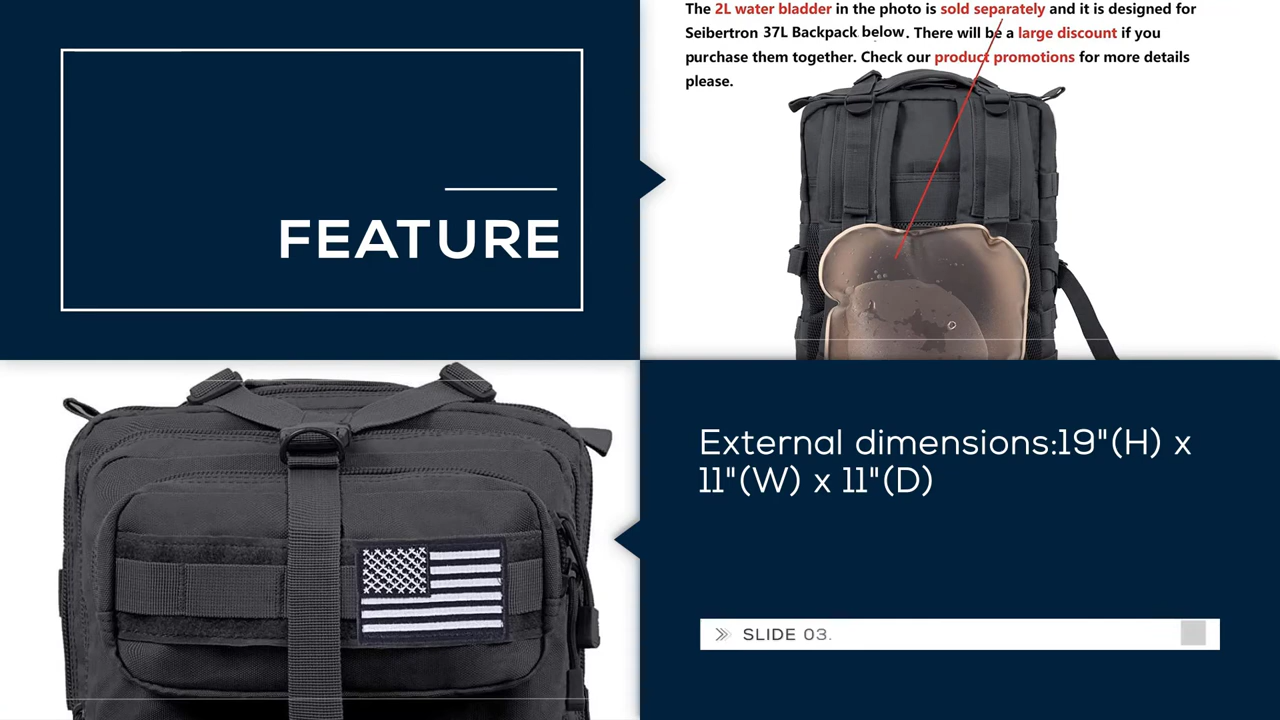 The 2L water bladder in the photo is sold separately and it is designed for
Seibertron 37L Backpack below. There will be a large discount if you
purchase them together. Check our product promotions for more details
please.
FEATURE
External dimensions:19"(H) x
11"(W) x 11"(D)
SLIDE 03.